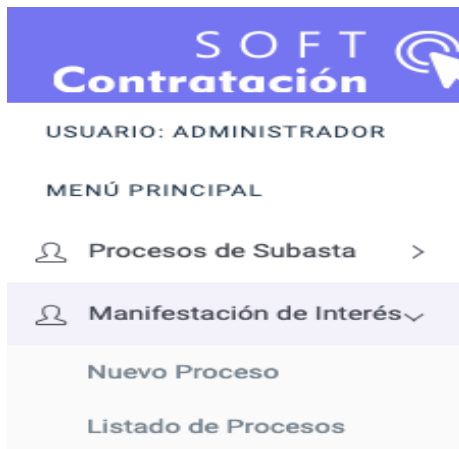 SOFT
Contratación
USUARIO: ADMINISTRADOR
MENÚ PRINCIPAL
Procesos de Subasta
Manifestación de Interés
Nuevo Proceso
Listado de Procesos